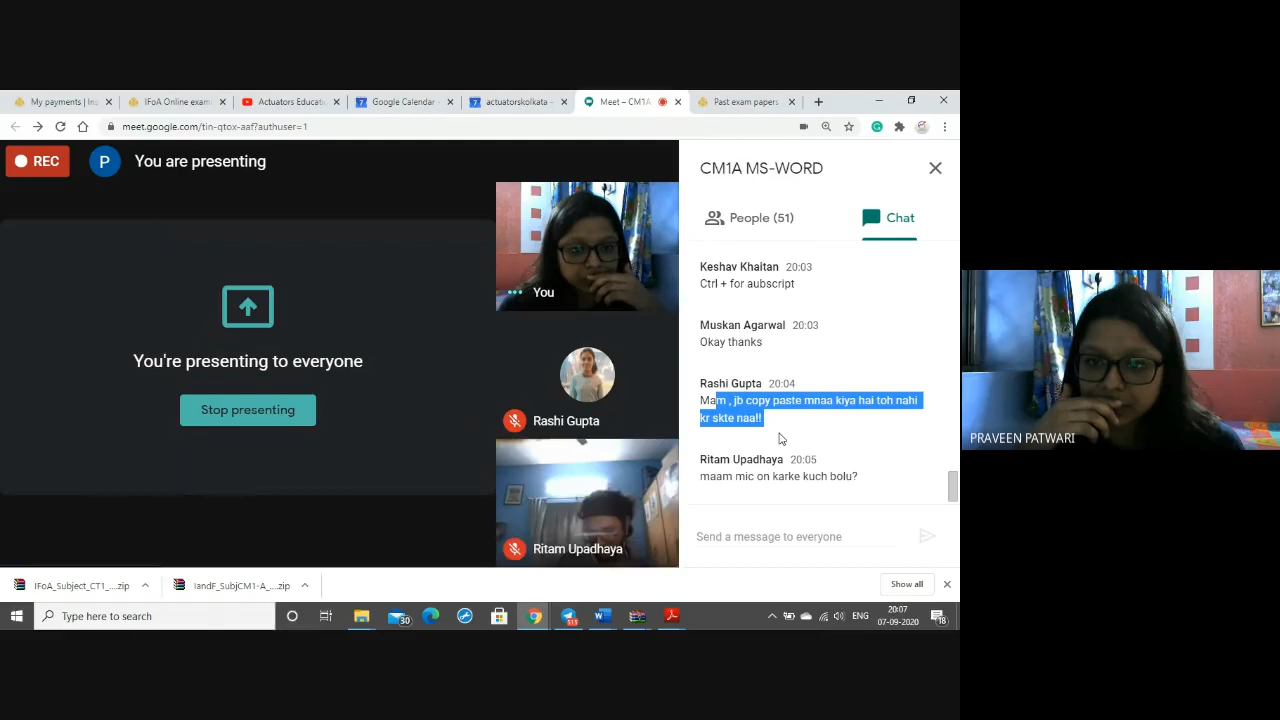 My payments | Ins
IFoA Online exam
Actuators Educati
Google Calendar -
actuatorskolkata -
Meet – CM1A
Past exam papers
meet.google.com/tin-qtox-aaf?authuser=1
REC
P
You are presenting
CM1A MS-WORD
People (51)
Chat
You're presenting to everyone
Stop presenting
You
Rashi Gupta
Ritam Upadhaya
Keshav Khaitan 20:03
Ctrl + for aubscript
Muskan Agarwal 20:03
Okay thanks
Rashi Gupta 20:04
Mam , jb copy paste mnaa kiya hai toh nahi
kr skte naa!!
Ritam Upadhaya 20:05
maam mic on karke kuch bolu?
Send a message to everyone
PRAVEEN PATWARI
IFoA_Subject_CT1_....zip
IandF_SubjCM1-A_....zip
Show all
Type here to search
30
ENG
20:07
07-09-2020
18